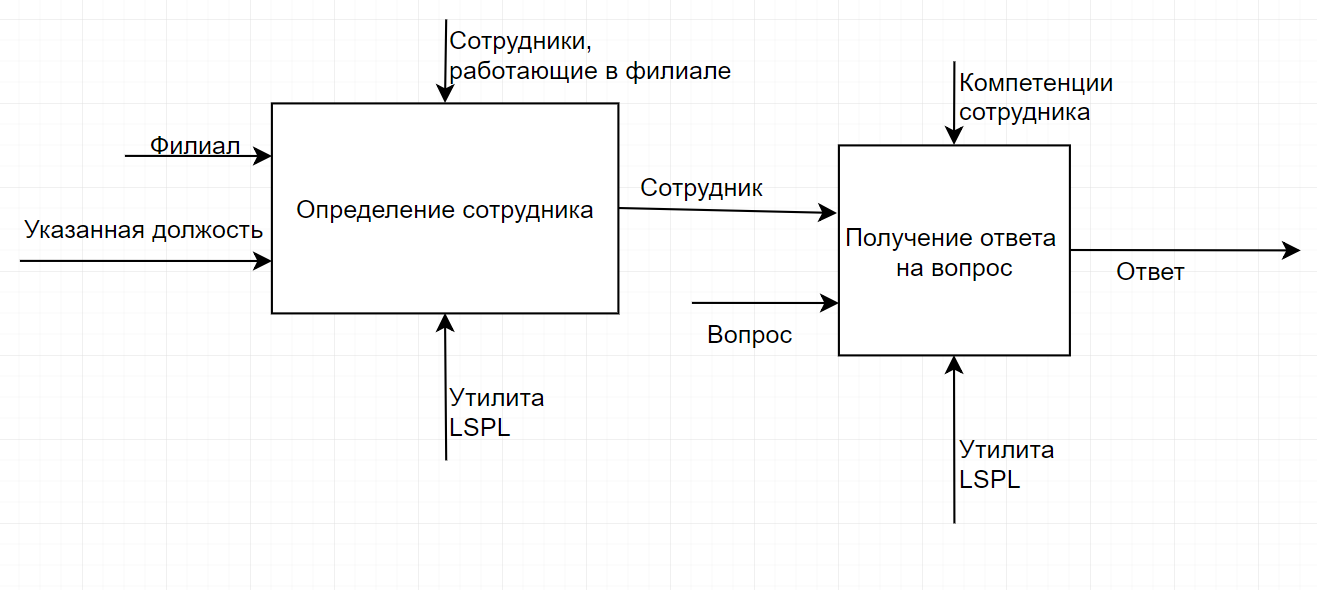 Сотрудники,
работающие в филиале
Компетенции
сотрудника
Филиал
Сотрудник
Определение сотрудника
Указанная должость
Получение ответа
на вопрос
Ответ
Вопрос
Утилита
LSPL
Утилита
LSPL